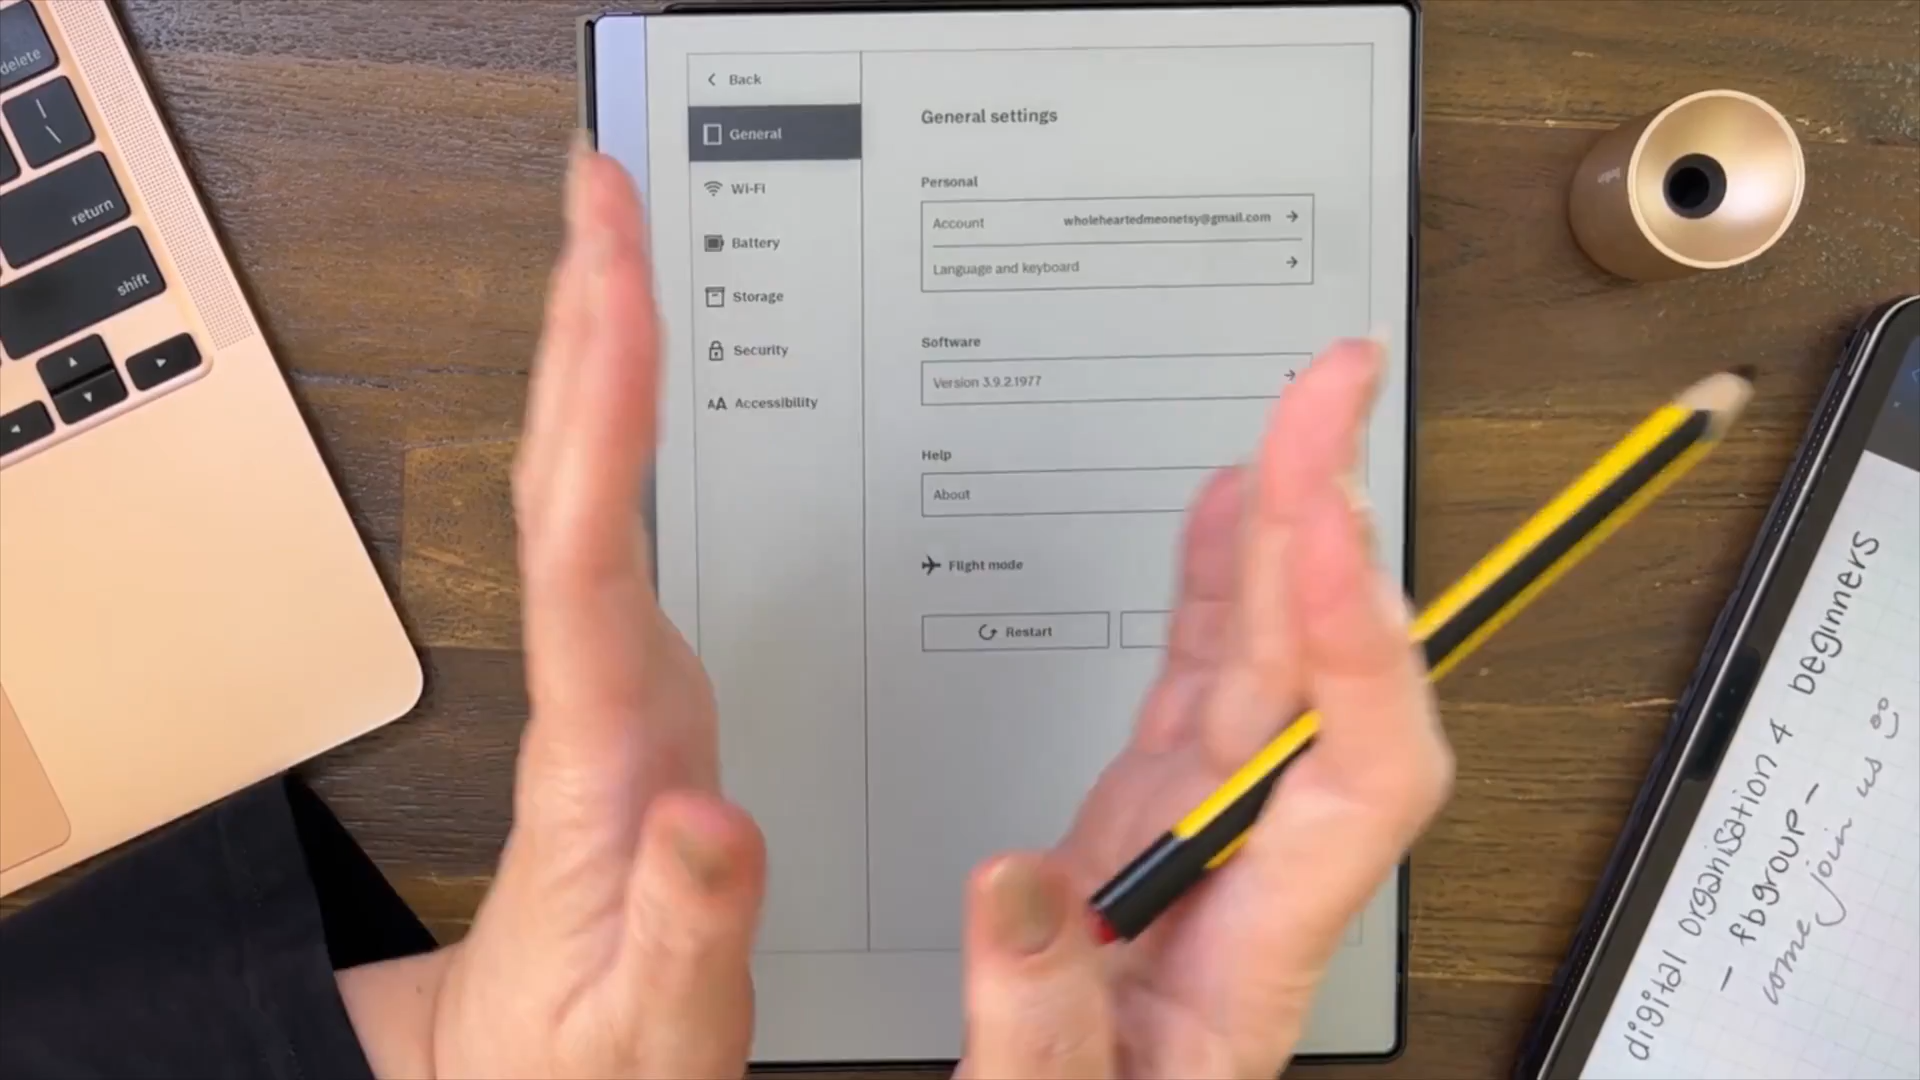 delete
|
\
return
shift
Back
General
Wi-Fi
Battery
Storage
Security
AA Accessibility
General settings
Personal
Account wholeheartedmeonetsy@gmail.com
Language and keyboard
Software
Version 3.9.2.1977
Help
About
Flight mode
Restart
digital organisation 4 beginners
- fbgroup -
come join us